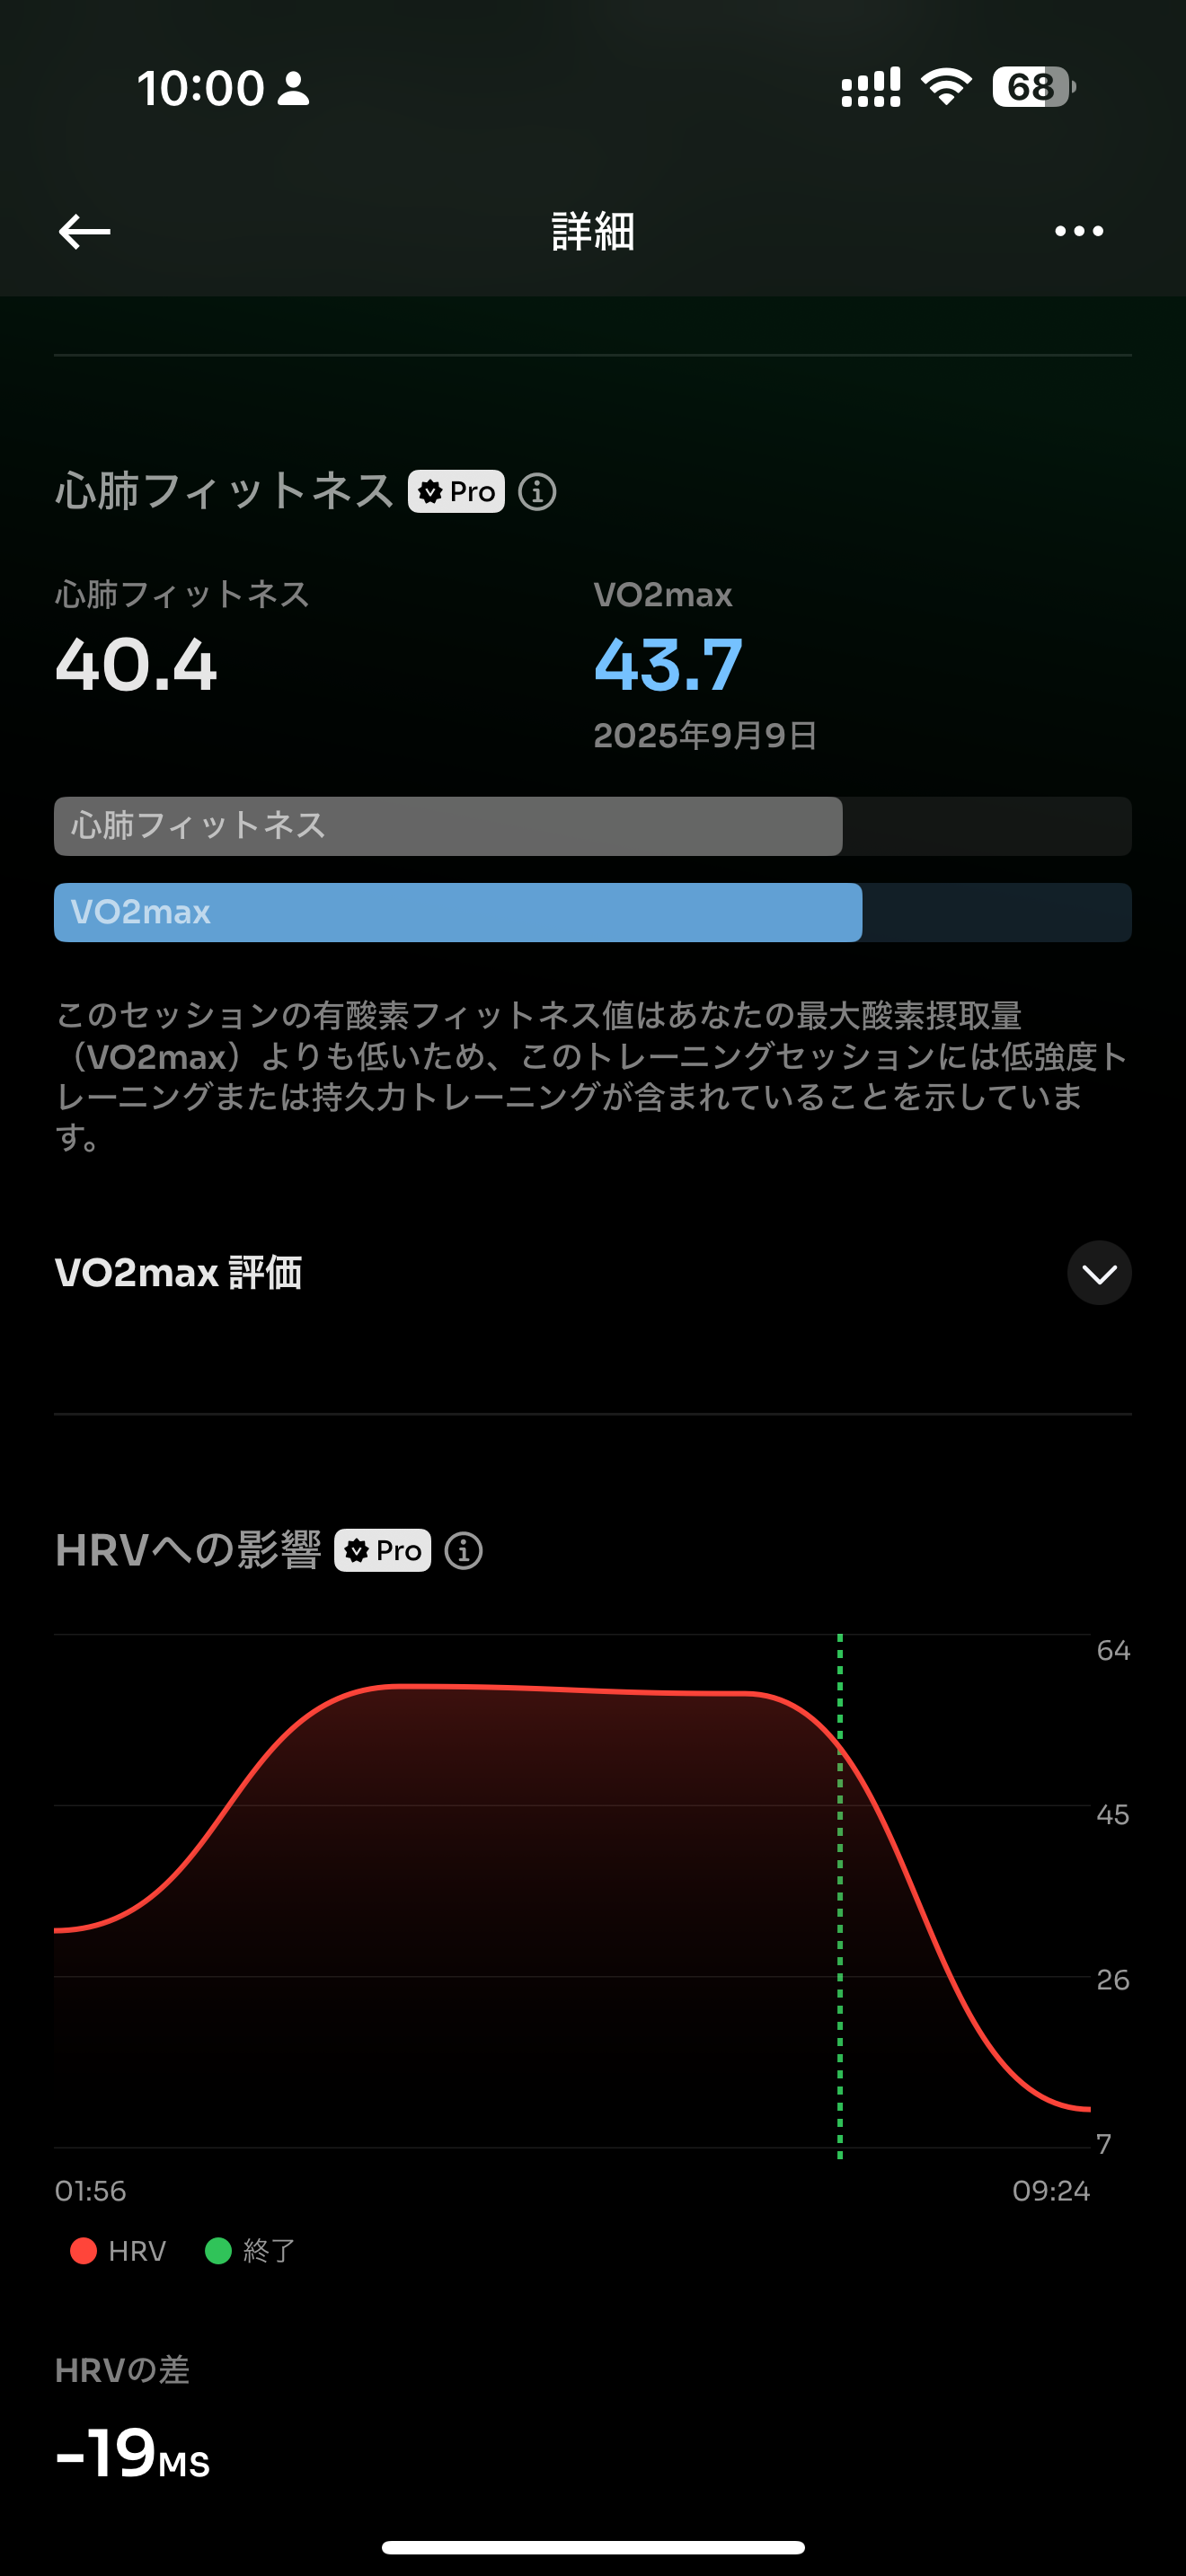 10:00
68
詳細
心肺フィットネス Pro
心肺フィットネス
40.4
VO2max
43.7
2025年9月9日
心肺フィットネス
VO2max
このセッションの有酸素フィットネス値はあなたの最大酸素摂取量
（VO2max）よりも低いため、このトレーニングセッションには低強度ト
レーニングまたは持久力トレーニングが含まれていることを示していま
す。
VO2max 評価
HRVへの影響 Pro
64
45
26
7
01:56
09:24
HRV
終了
HRVの差
-19MS